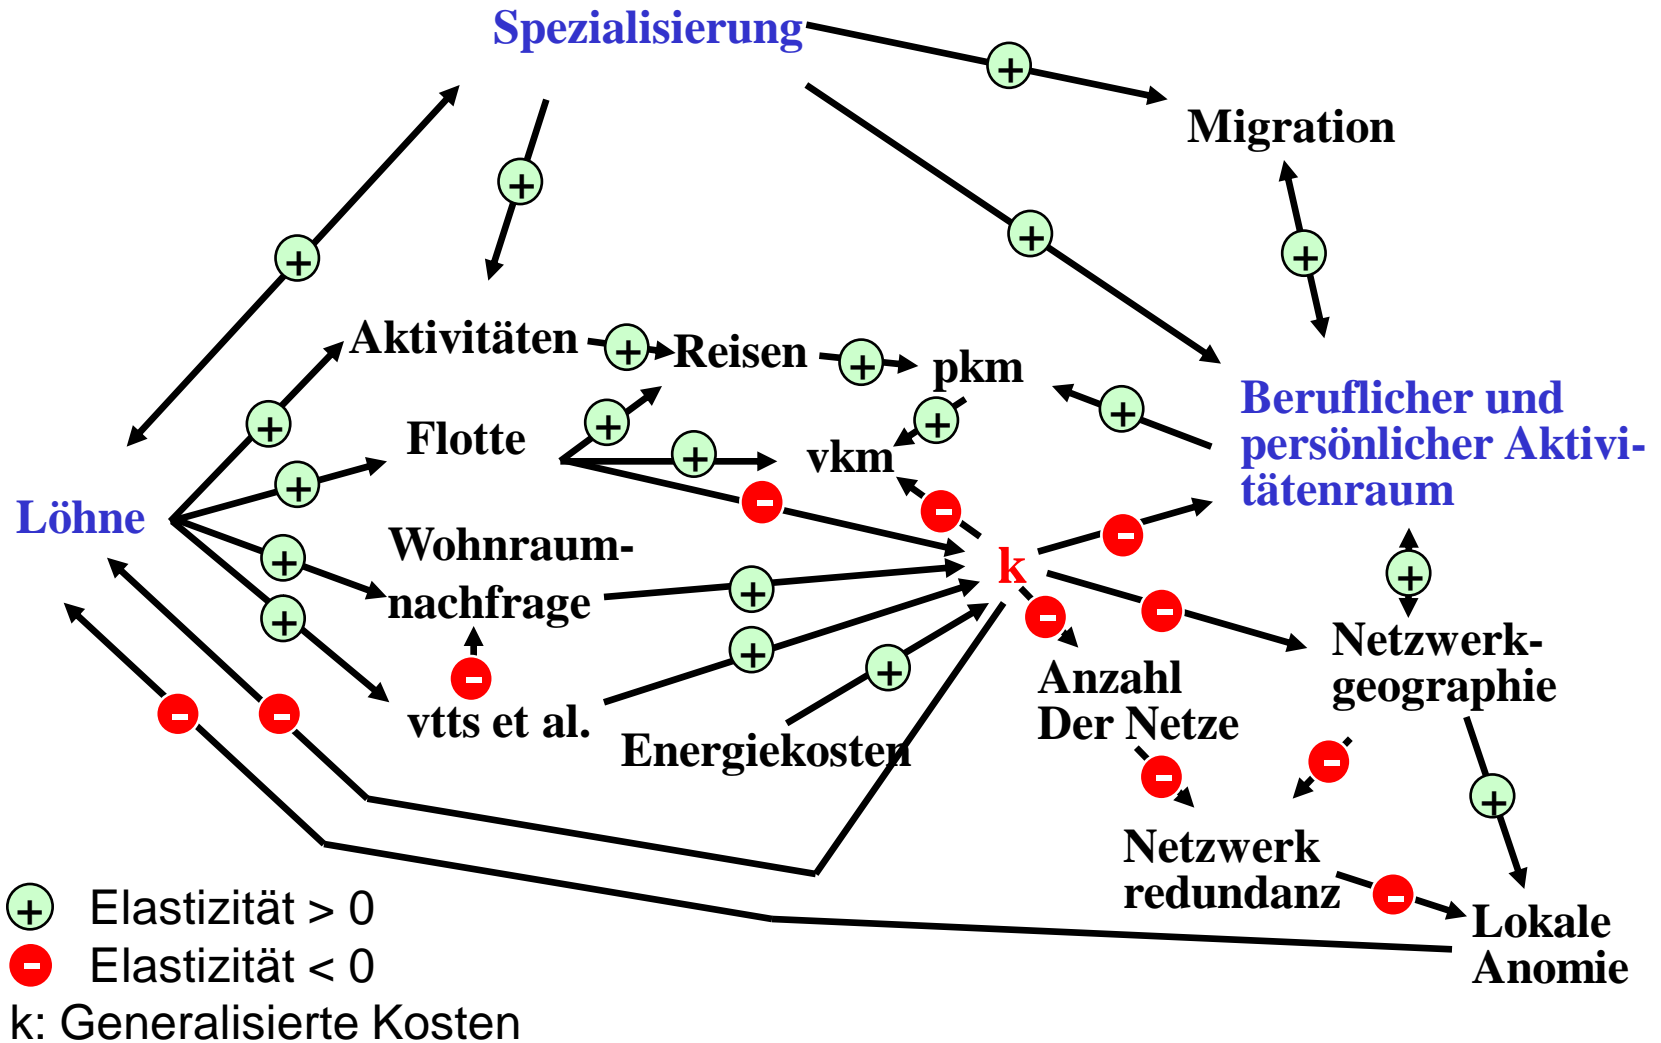 Spezialisierung
+
Migration
+
+
+
+
Aktivitäten
+
Reisen
+
pkm
Beruflicher und
persönlicher Aktivi-
tätenraum
+
+
+
+
Flotte
+
vkm
+
-
-
Löhne
-
Wohnraum-
nachfrage
+
+
k
+
-
-
Netzwerk-
geographie
+
+
-
vtts et al.
+
Energiekosten
Anzahl
Der Netze
-
-
-
-
+
Netzwerk
redundanz
-
Lokale
Anomie
+ Elastizität > 0
- Elastizität < 0
k: Generalisierte Kosten